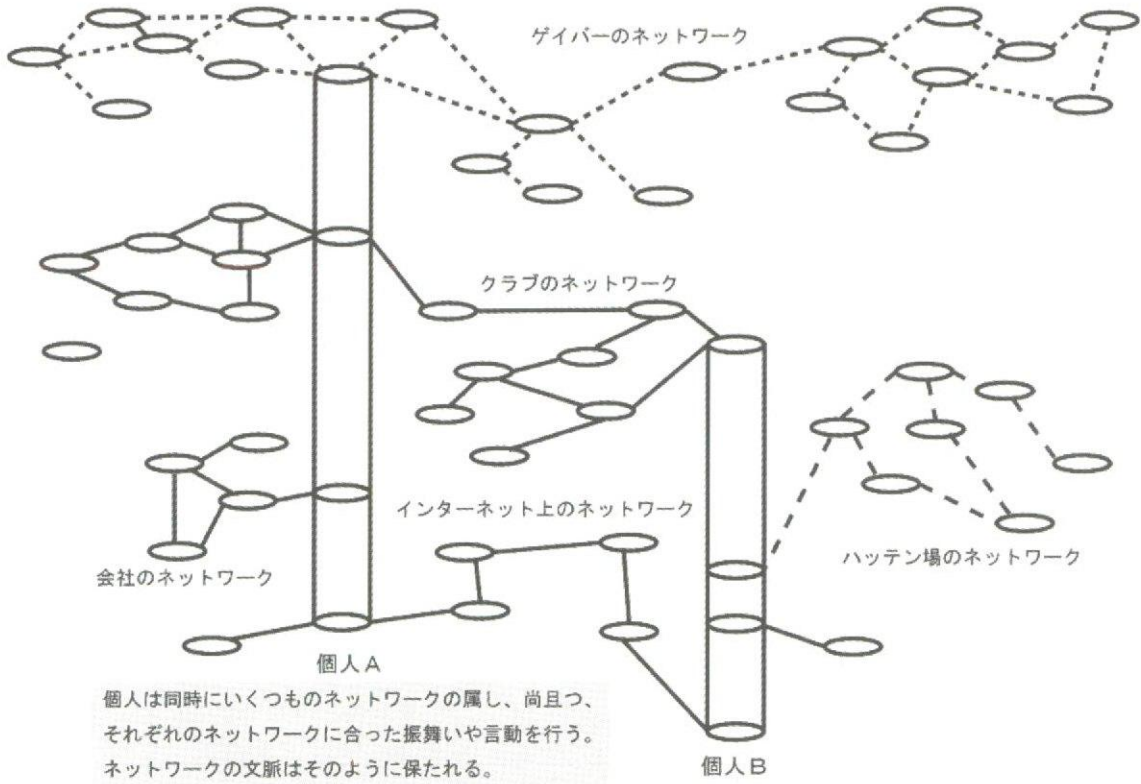 ゲイバーのネットワーク
クラブのネットワーク
インターネット上のネットワーク
ハッテン場のネットワーク
会社のネットワーク
個人A
個人は同時にいくつものネットワークの属し、尚且つ、
それぞれのネットワークに合った振舞いや言動を行う。
ネットワークの文脈はそのように保たれる。
個人B